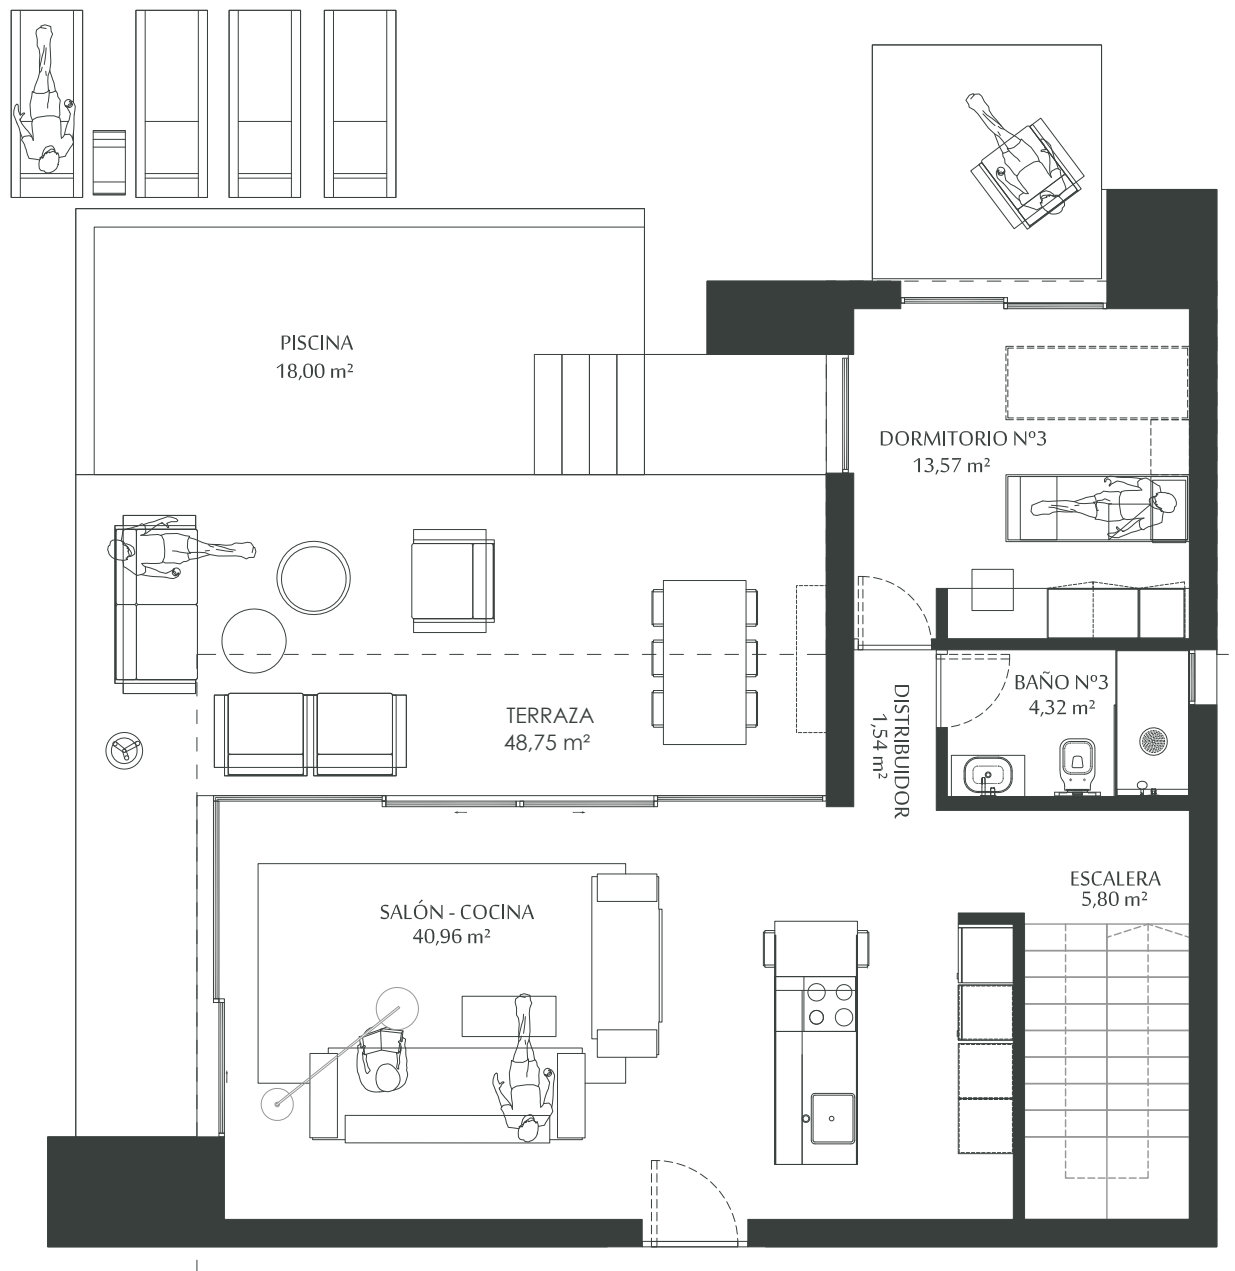 PISCINA
18,00 m²
DORMITORIO Nº3
13,57 m²
TERRAZA
48,75 m²
DISTRIBUIDOR
1,54 m²
BAÑO Nº3
4,32 m²
SALÓN - COCINA
40,96 m²
ESCALERA
5,80 m²